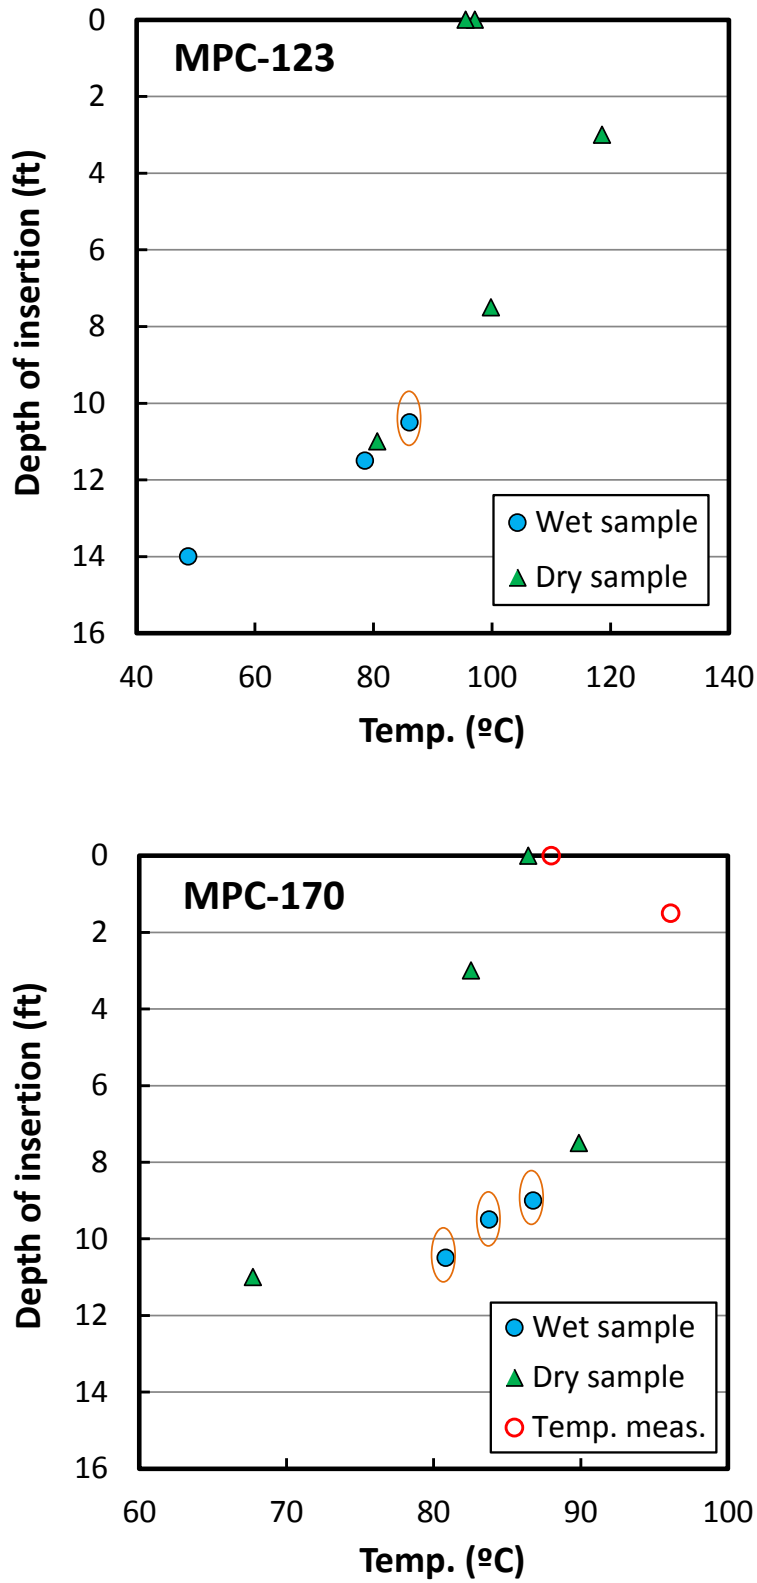 0
MPC-123
2
4
6
8
10
12
14
16
Depth of insertion (ft)
Wet sample
Dry sample
40 60 80 100 120 140
Temp. (ºC)
0
MPC-170
2
4
6
8
10
12
14
16
Depth of insertion (ft)
Wet sample
Dry sample
Temp. meas.
60 70 80 90 100
Temp. (ºC)